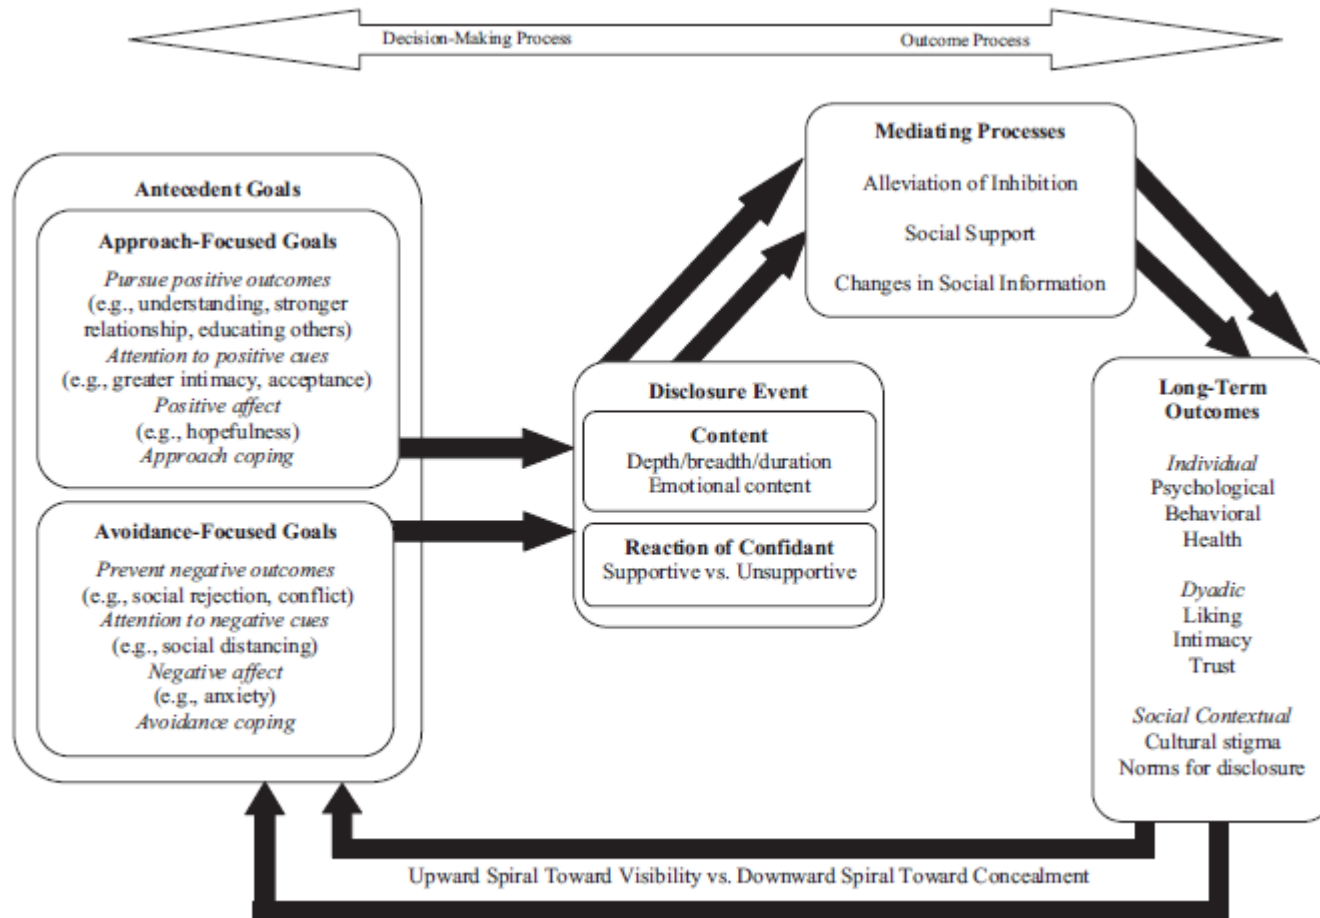 Decision-Making Process
Outcome Process
Antecedent Goals
Approach-Focused Goals
Pursue positive outcomes
(e.g., understanding, stronger
relationship, educating others)
Attention to positive cues
(e.g., greater intimacy, acceptance)
Positive affect
(e.g., hopefulness)
Approach coping
Avoidance-Focused Goals
Prevent negative outcomes
(e.g., social rejection, conflict)
Attention to negative cues
(e.g., social distancing)
Negative affect
(e.g., anxiety)
Avoidance coping
Disclosure Event
Content
Depth/breadth/duration
Emotional content
Reaction of Confidant
Supportive vs. Unsupportive
Mediating Processes
Alleviation of Inhibition
Social Support
Changes in Social Information
Long-Term
Outcomes
Individual
Psychological
Behavioral
Health
Dyadic
Liking
Intimacy
Trust
Social Contextual
Cultural stigma
Norms for disclosure
Upward Spiral Toward Visibility vs. Downward Spiral Toward Concealment